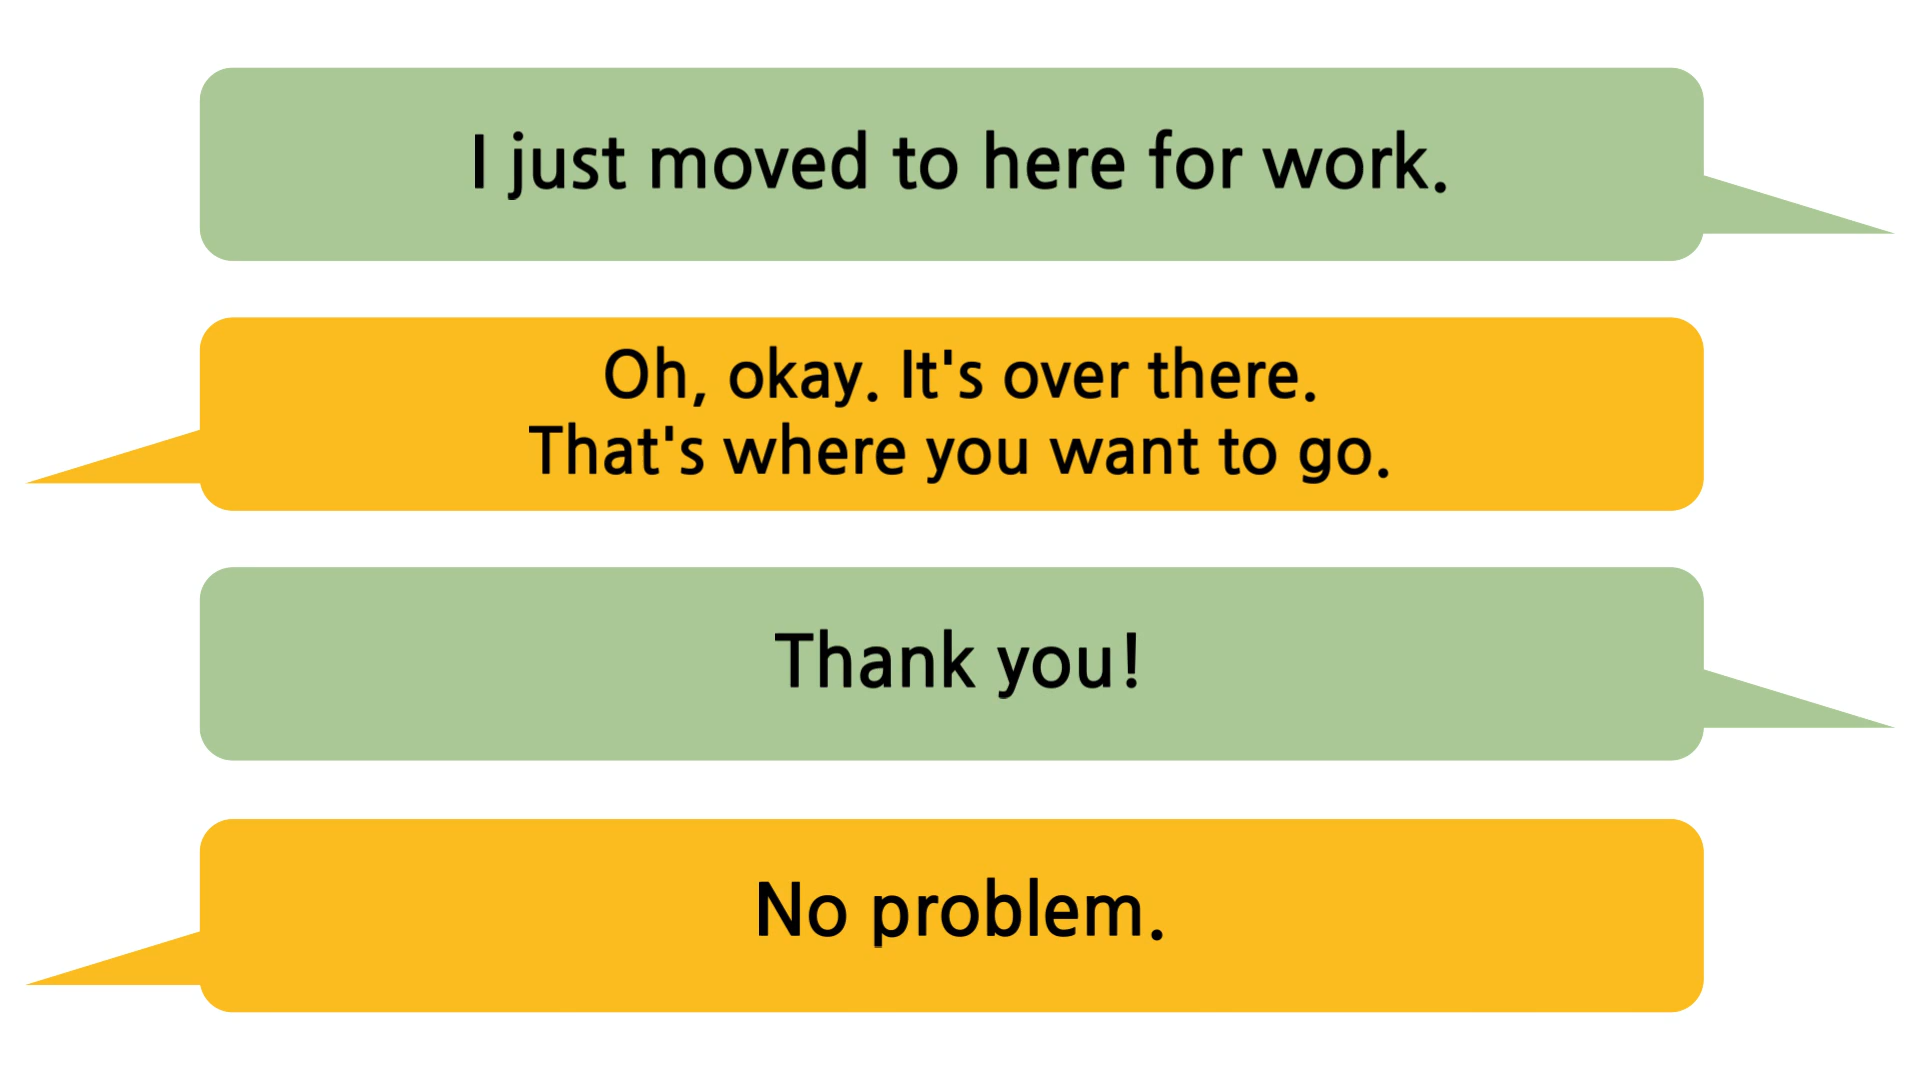 I just moved to here for work.
Oh, okay. It's over there.
That's where you want to go.
Thank you!
No problem.